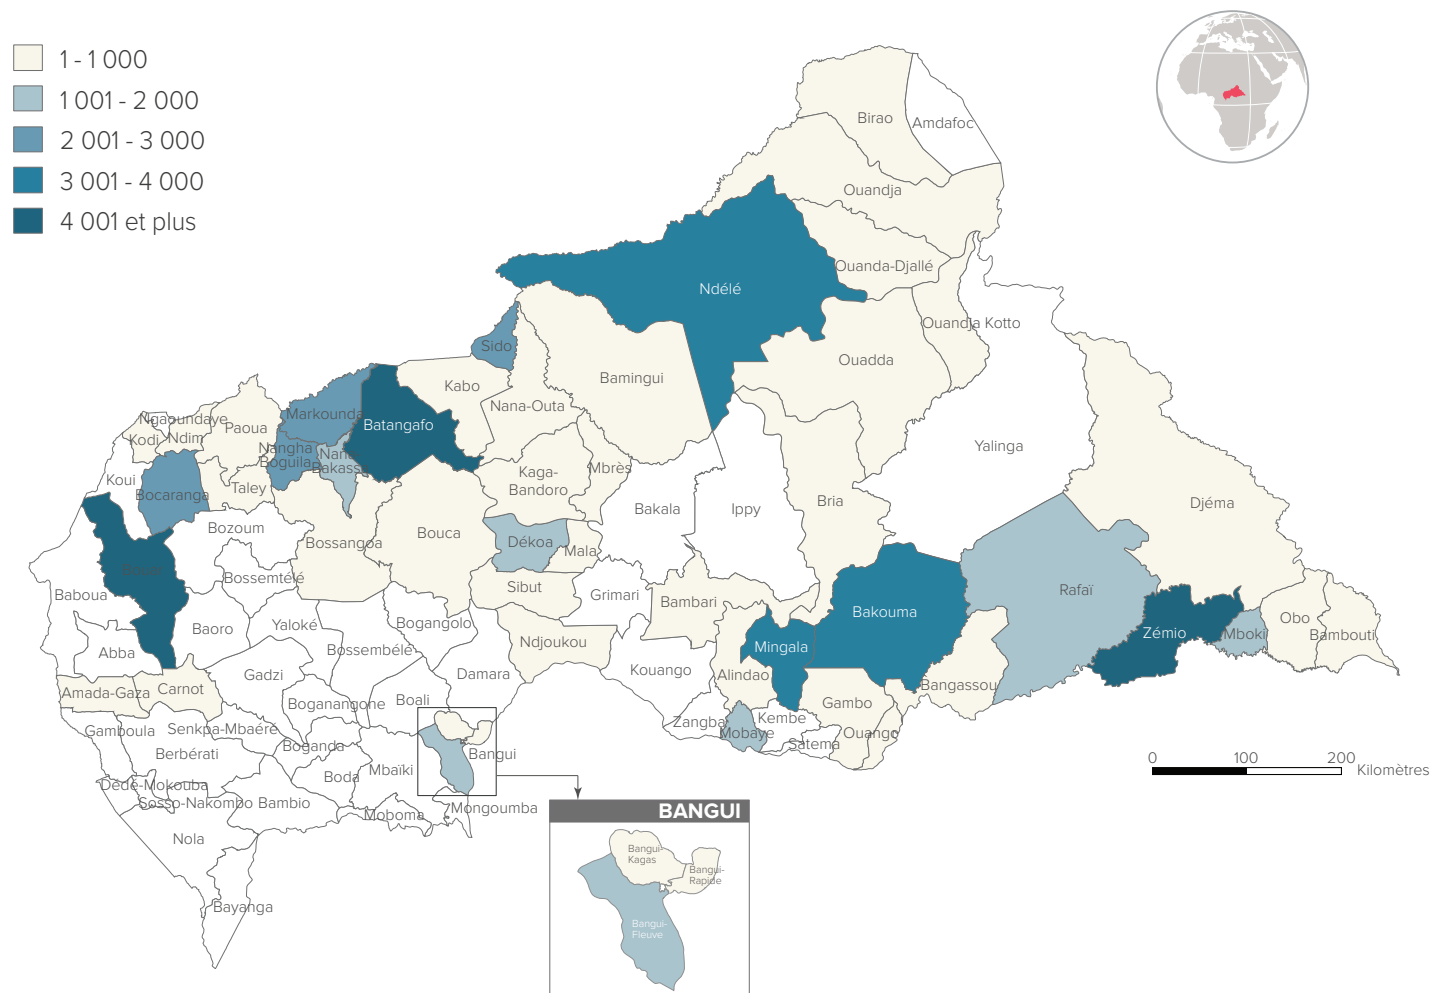 1 - 1 000
1 001 - 2 000
2 001 - 3 000
3 001 - 4 000
4 001 et plus
Birao
Amdafoc
Ouandja
Ouanda-Djallé
Ndélé
Ouandja Kotto
Sido
Ouadda
Bamingui
Kabo
Nana-Outa
Markounda
Batangafo
Ngaoundaye
Kodi
Ndim
Paoua
Nangha
Boguila
Nana
Bakassa
Yalinga
Koui
Bocaranga
Taley
Kaga-
Bandoro
Mbrès
Bria
Bakala
Ippy
Djéma
Bozoum
Bossangoa
Bouca
Dékoa
Mala
Bossemtélé
Baboua
Sibut
Grimari
Bambari
Bakouma
Rafaï
Baoro
Yaloké
Bogangolo
Zémio
Mboki
Obo
Bambouti
Abba
Bossembélé
Ndjoukou
Mingala
Gadzi
Damara
Kouango
Alindao
Bangassou
Amada-Gaza
Carnot
Boganangone
Boali
Gambo
Gamboula
Senkpa-Mbaéré
Zangba
Mobaye
Kembe
Satema
Ouango
Berbérati
Boganda
Bangui
Dédé-Mokouba
Boda
Mbaïki
Sosso-Nakombo
Bambio
Moboma
Mongoumba
Nola
Bayanga
0 100 200
Kilomètres
BANGUI
Bangui-
Kagas
Bangui-
Rapide
Bangui-
Fleuve